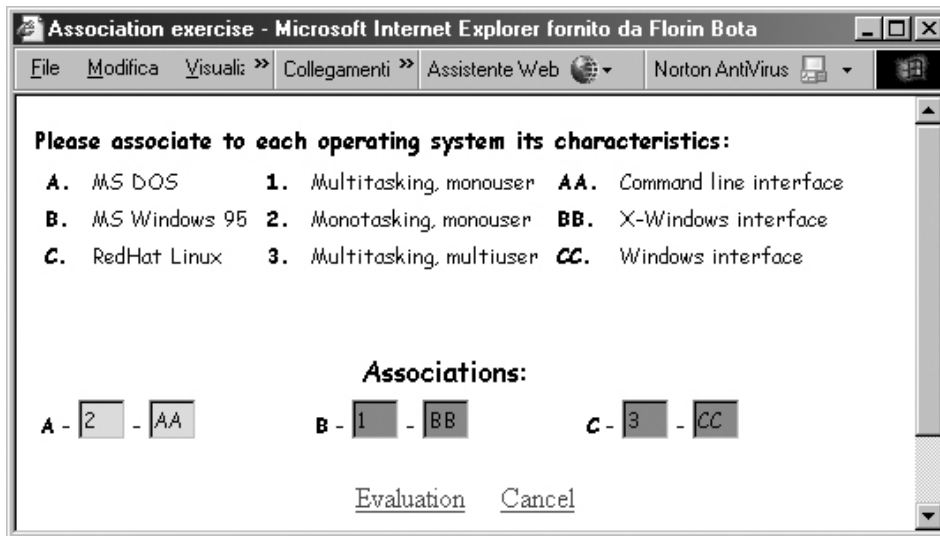 Association exercise - Microsoft Internet Explorer fornito da Florin Bota
File Modifica Visuali: » Collegamenti » Assistente Web Norton AntiVirus
Please associate to each operating system its characteristics:
A. MS DOS 1. Multitasking, monouser AA. Command line interface
B. MS Windows 95 2. Monotasking, monouser BB. X-Windows interface
C. RedHat Linux 3. Multitasking, multiuser CC. Windows interface
Associations:
A - 2 - AA B - 1 - BB C - 3 - CC
Evaluation Cancel